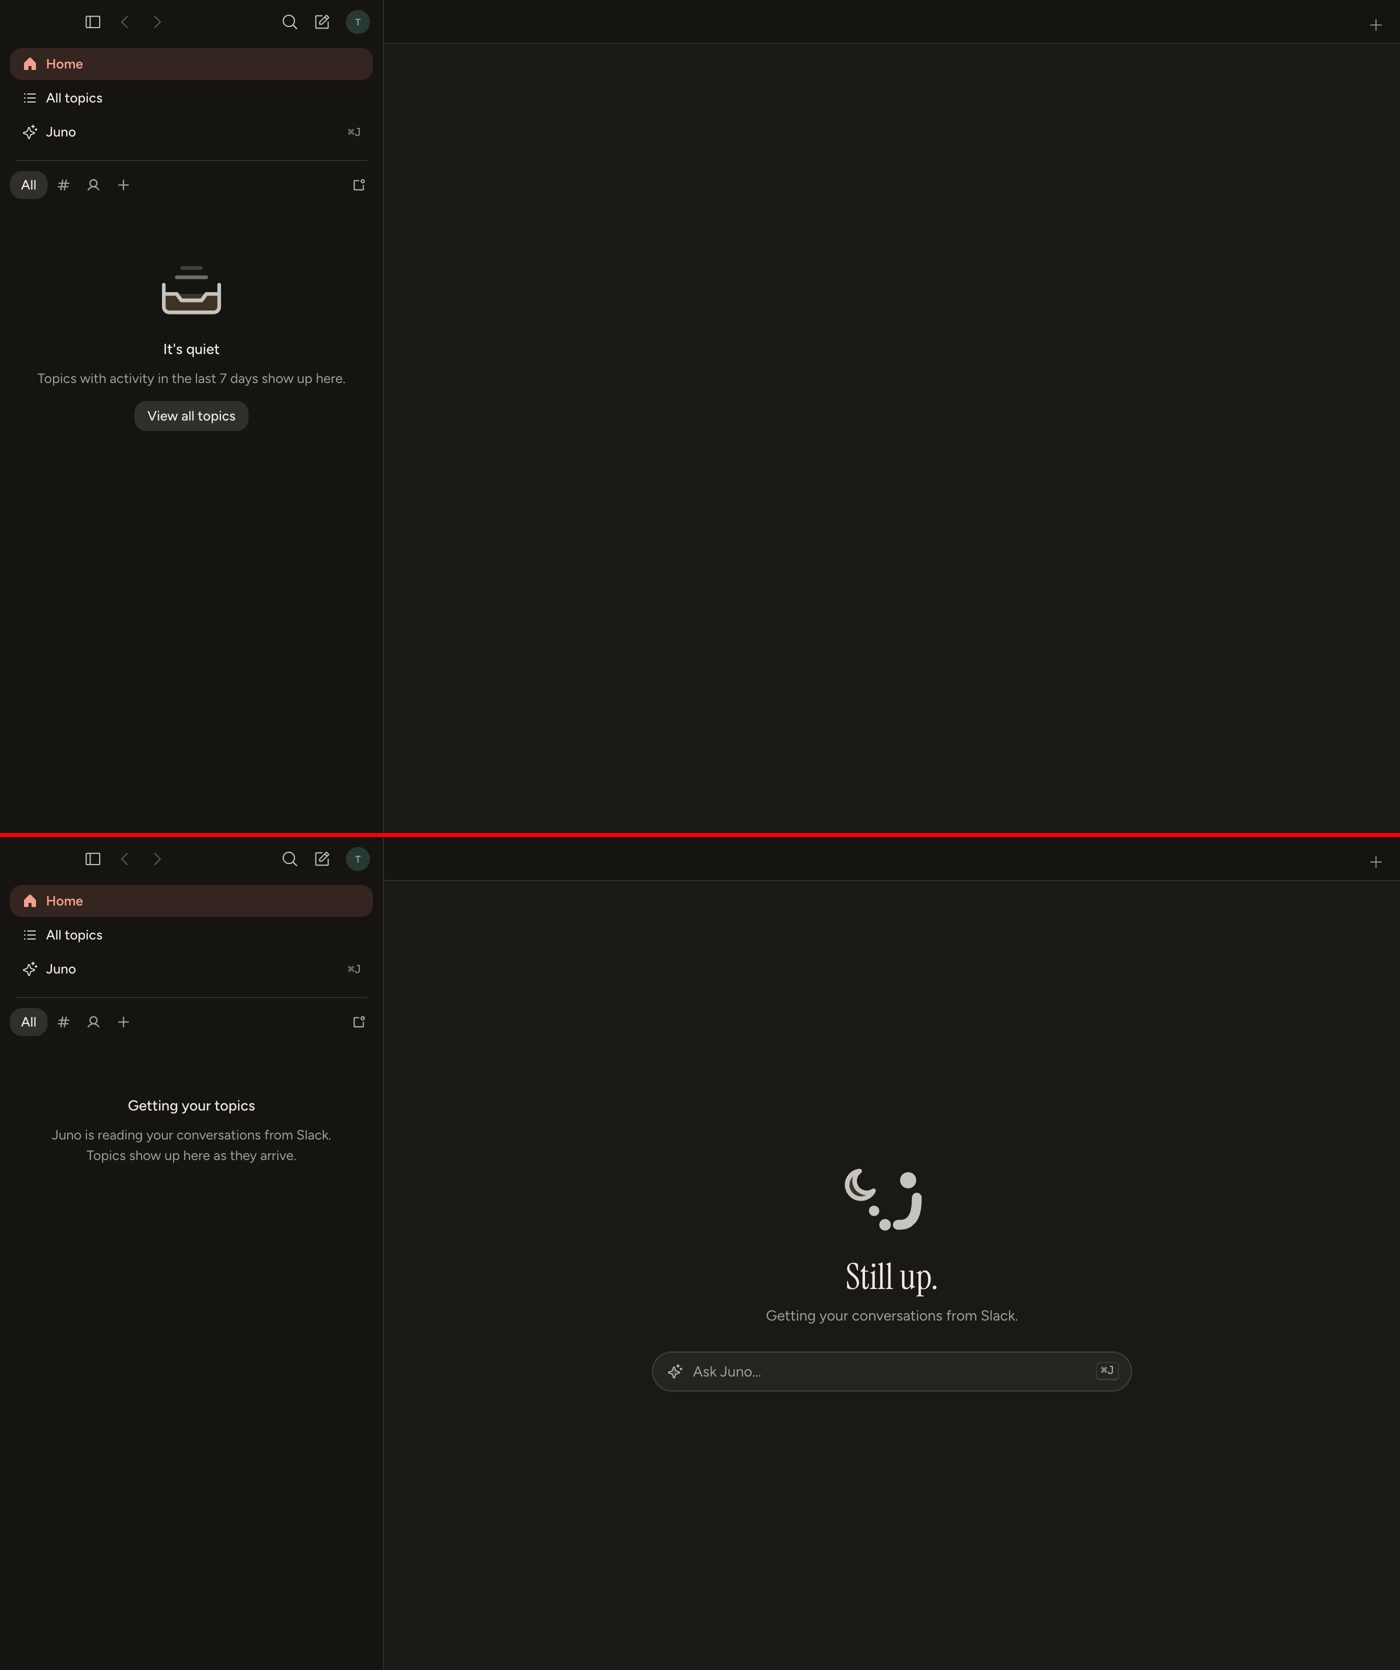 T
Home
All topics
Juno ⌘J
All
It's quiet
Topics with activity in the last 7 days show up here.
View all topics
T
Home
All topics
Juno ⌘J
All
Getting your topics
Juno is reading your conversations from Slack.
Topics show up here as they arrive.
Still up.
Getting your conversations from Slack.
Ask Juno... ⌘J